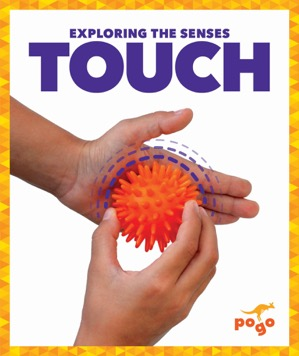 EXPLORING THE SENSES
TOUCH
pogo